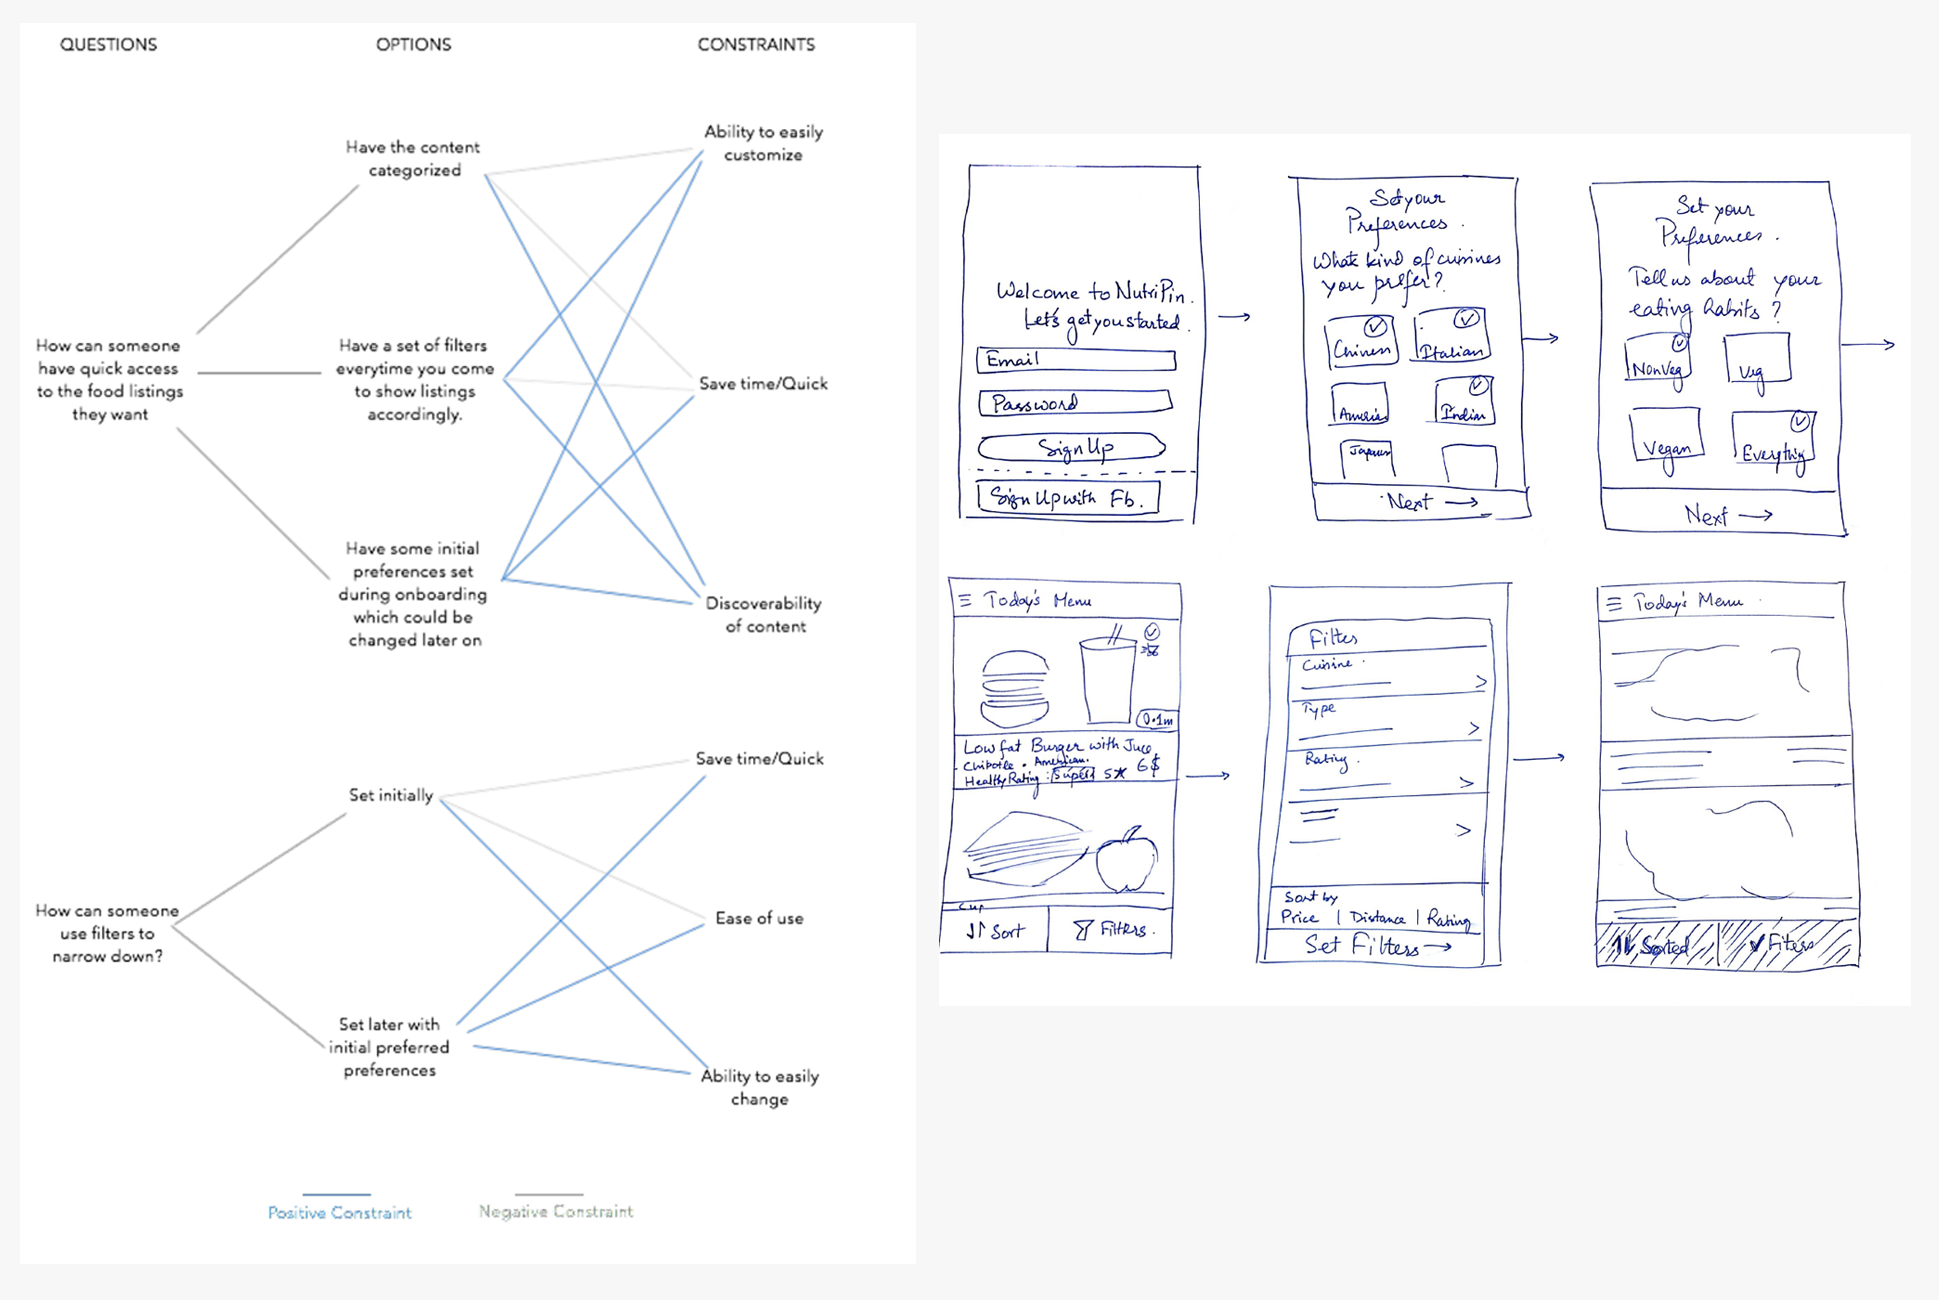 QUESTIONS
OPTIONS
CONSTRAINTS
Have the content
categorized
Ability to easily
customize
How can someone
have quick access
to the food listings
they want
Have a set of filters
everytime you come
to show listings
accordingly.
Save time/Quick
Have some initial
preferences set
during onboarding
which could be
changed later on
Discoverability
of content
Save time/Quick
Set initially
How can someone
use filters to
narrow down?
Ease of use
Set later with
initial preferred
preferences
Ability to easily
change
Positive Constraint
Negative Constraint
Welcome to NutriPin.
Let's get you started.
Email
Password
Sign Up
Sign Up with Fb.
Set your
Preferences.
What kind of cuisines
you prefer?
Italian
Indian
Next →
Set your
Preferences.
Tell us about your
eating habits ?
NonVeg
Veg
Vegan
Everything
Next →
Today's Menu
0.1m
Low fat Burger with
Chipotle • American.
6$
Healthy Rating : Super 5★
Sort
Filters.
Filter
Cuisine.
Type
Rating.
Sort by
Price | Distance | Rating
Set Filters →
Today's Menu
Sorted